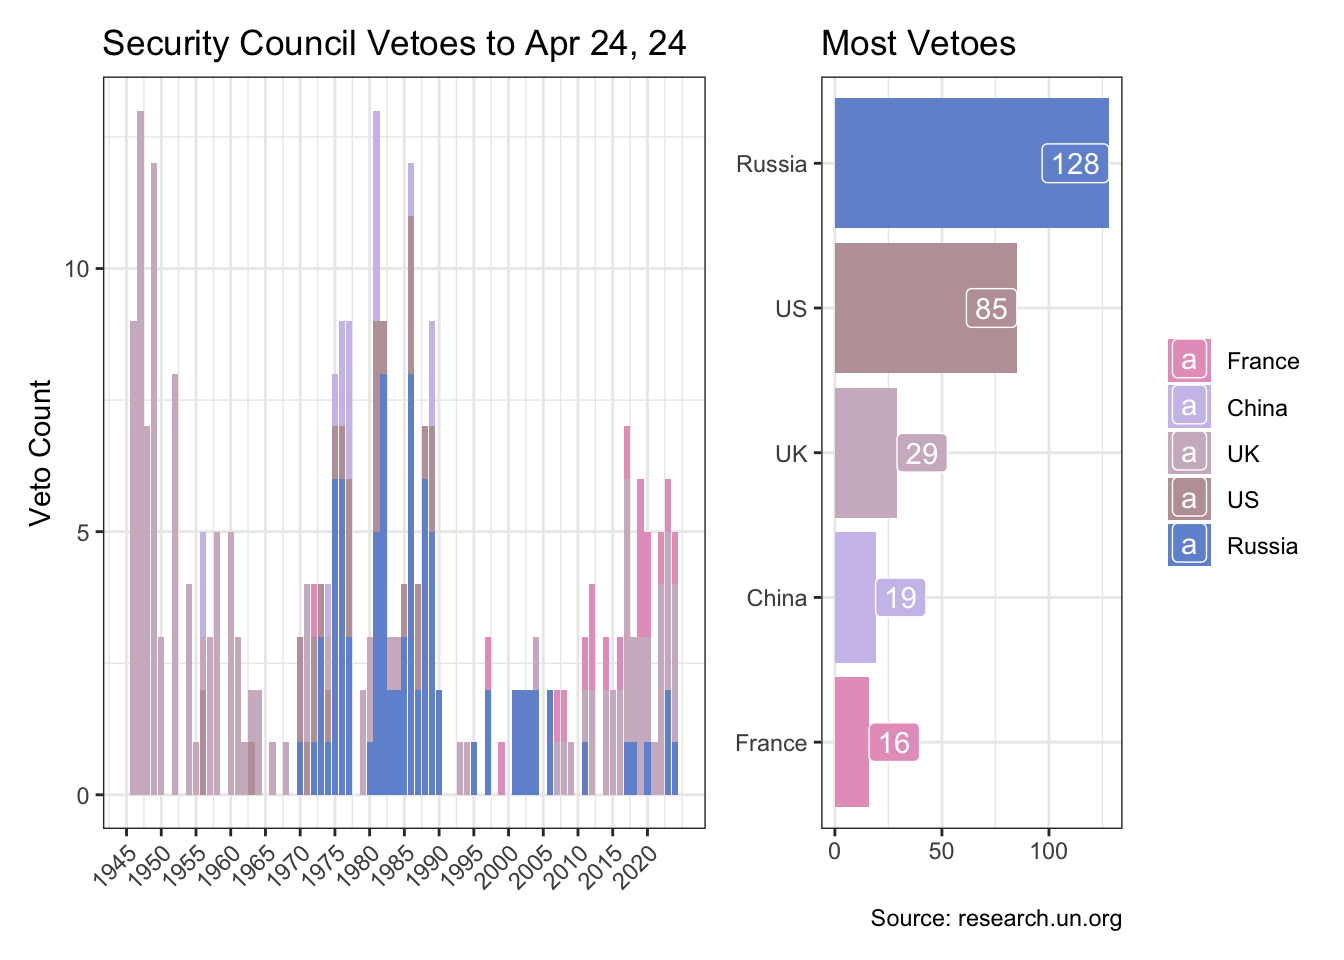 Security Council Vetoes to Apr 24, 24
Veto Count
10
5
0
1945 1950 1955 1960 1965 1970 1975 1980 1985 1990 1995 2000 2005 2010 2015 2020
Most Vetoes
Russia 128
US 85
UK 29
China 19
France 16
0 50 100
a France
a China
a UK
a US
a Russia
Source: research.un.org